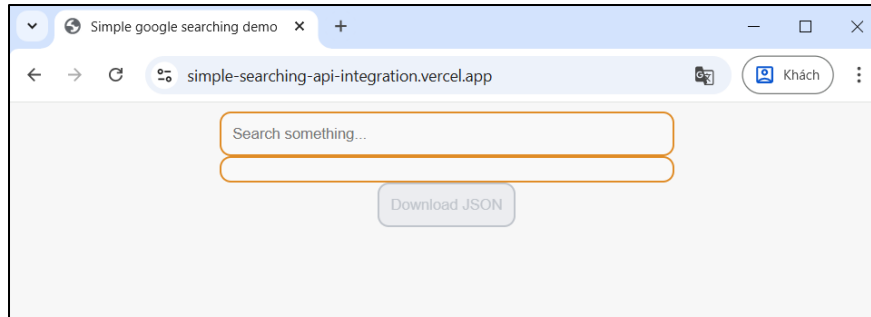 Simple google searching demo
simple-searching-api-integration.vercel.app
Khách
Search something...
Download JSON